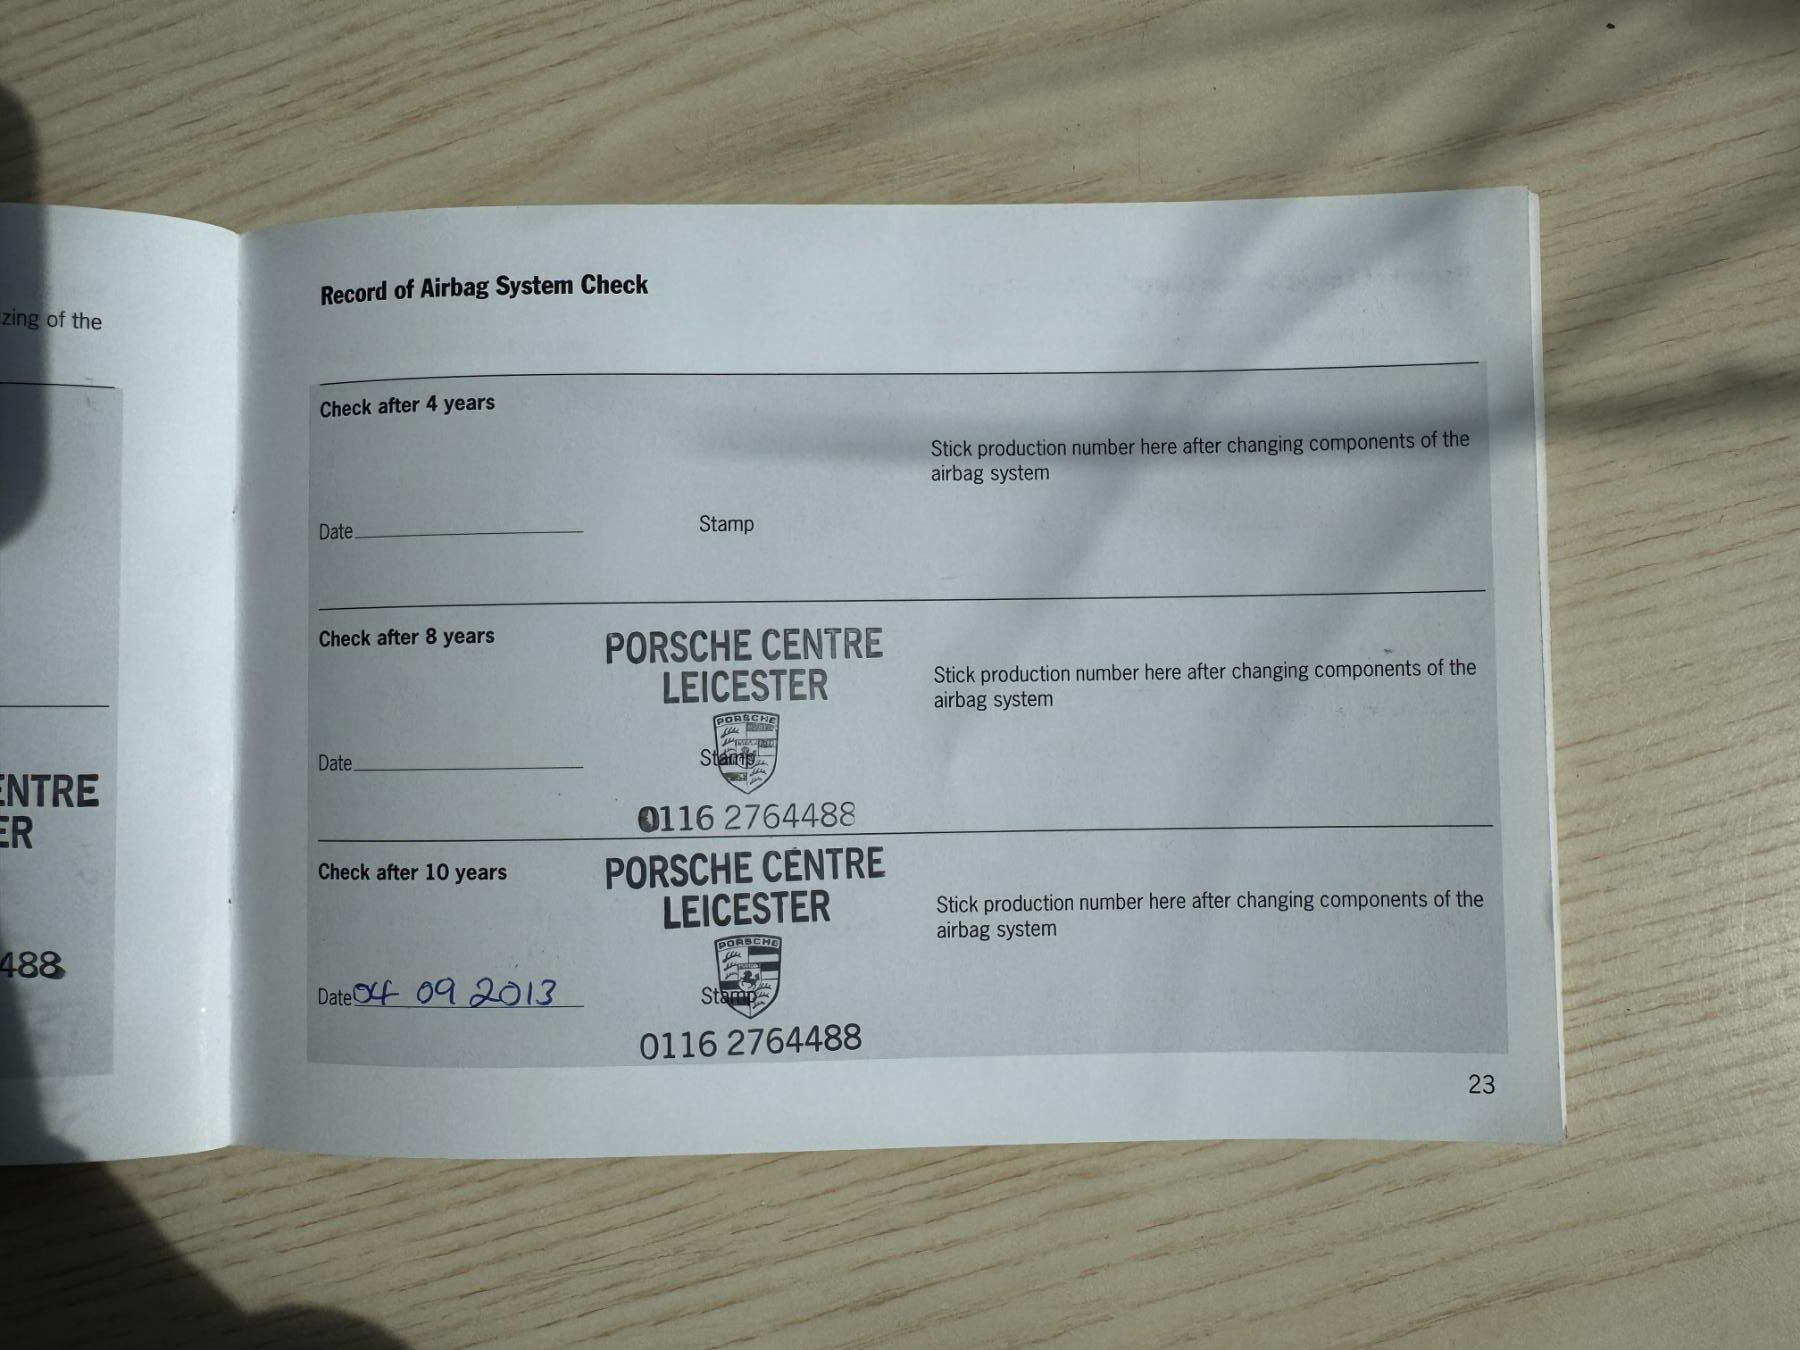 zing of the
ENTRE
ER
488
Record of Airbag System Check
Check after 4 years
Stick production number here after changing components of the
airbag system
Date
Stamp
Check after 8 years
PORSCHE CENTRE
LEICESTER
PORSCHE
Stick production number here after changing components of the
airbag system
Date
Stamp
0116 2764488
Check after 10 years
PORSCHE CENTRE
LEICESTER
PORSCHE
Stick production number here after changing components of the
airbag system
Date 04 09 2013
Stamp
0116 2764488
23